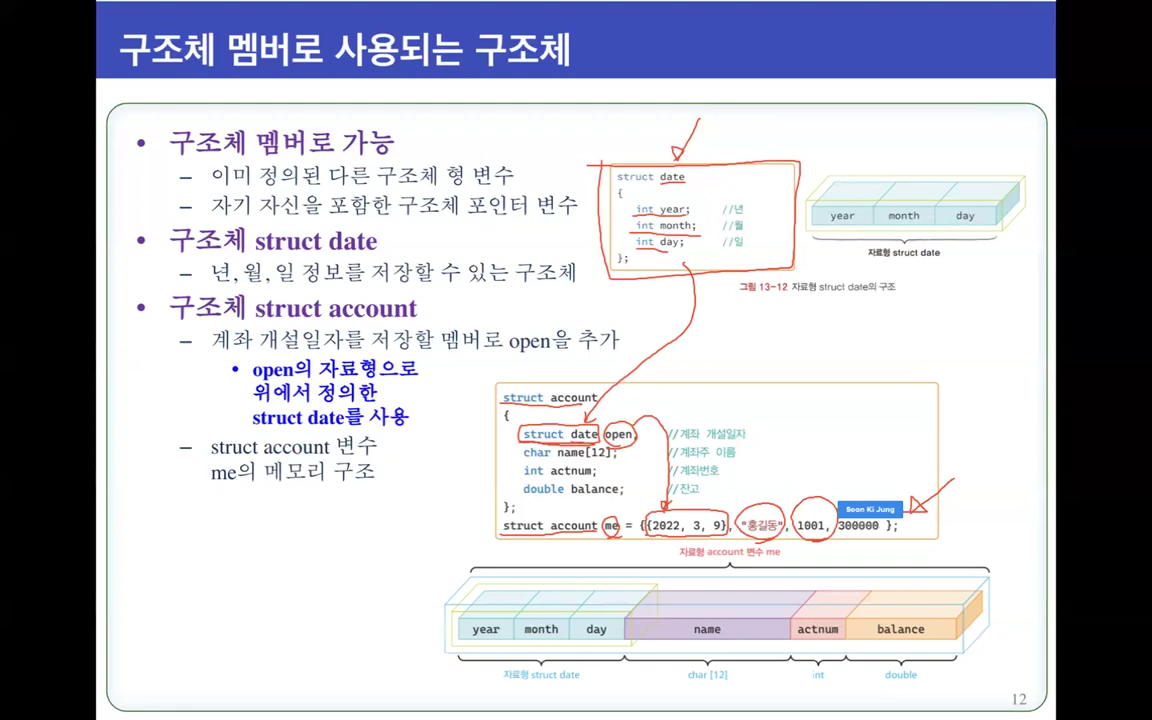 구조체 멤버로 사용되는 구조체
• 구조체 멤버로 가능
– 이미 정의된 다른 구조체 형 변수
– 자기 자신을 포함한 구조체 포인터 변수
• 구조체 struct date
– 년, 월, 일 정보를 저장할 수 있는 구조체
• 구조체 struct account
– 계좌 개설일자를 저장할 멤버로 open을 추가
• open의 자료형으로
위에서 정의한
struct date를 사용
– struct account 변수
me의 메모리 구조
struct date
{
int year; //년
int month; //월
int day; //일
};
year month day
자료형 struct date
그림 13-12 자료형 struct date의 구조
struct account
{
struct date open; //계좌 개설일자
char name[12]; //계좌주 이름
int actnum; //계좌번호
double balance; //잔고
};
Seon Ki Jung
struct account me = {{2022, 3, 9}, "홍길동", 1001, 300000 };
자료형 account 변수 me
year month day name actnum balance
자료형 struct date char [12] int double
12